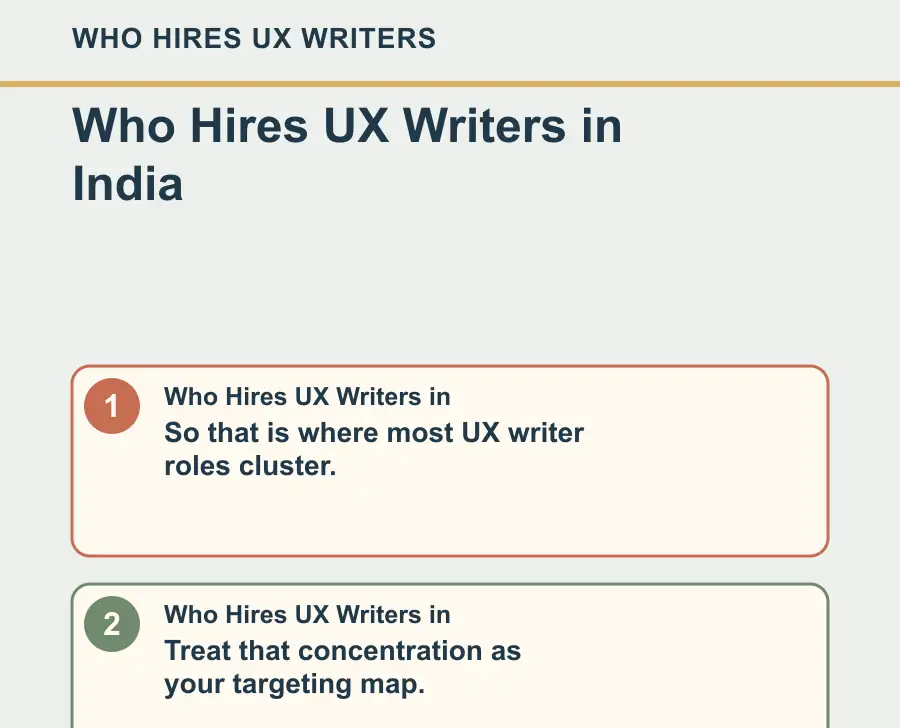 WHO HIRES UX WRITERS
Who Hires UX Writers in
India
1
Who Hires UX Writers in
So that is where most UX writer
roles cluster.
2
Who Hires UX Writers in
Treat that concentration as
your targeting map.